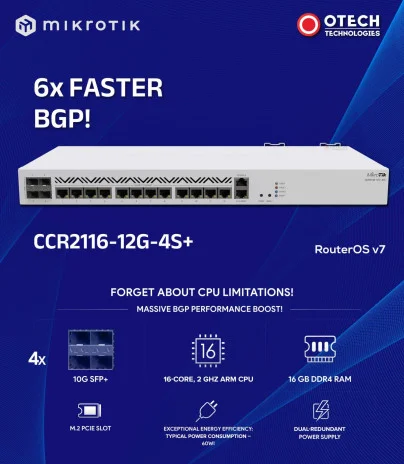 mikrotik
OTECH
TECHNOLOGIES
6x FASTER
BGP!
CCR2116-12G-4S+
RouterOS v7
FORGET ABOUT CPU LIMITATIONS!
MASSIVE BGP PERFORMANCE BOOST!
4x
16
10G SFP+
16-CORE, 2 GHZ ARM CPU
16 GB DDR4 RAM
M.2 PCIE SLOT
EXCEPTIONAL ENERGY EFFICIENCY:
TYPICAL POWER CONSUMPTION –
60W!
DUAL-REDUNDANT
POWER SUPPLY